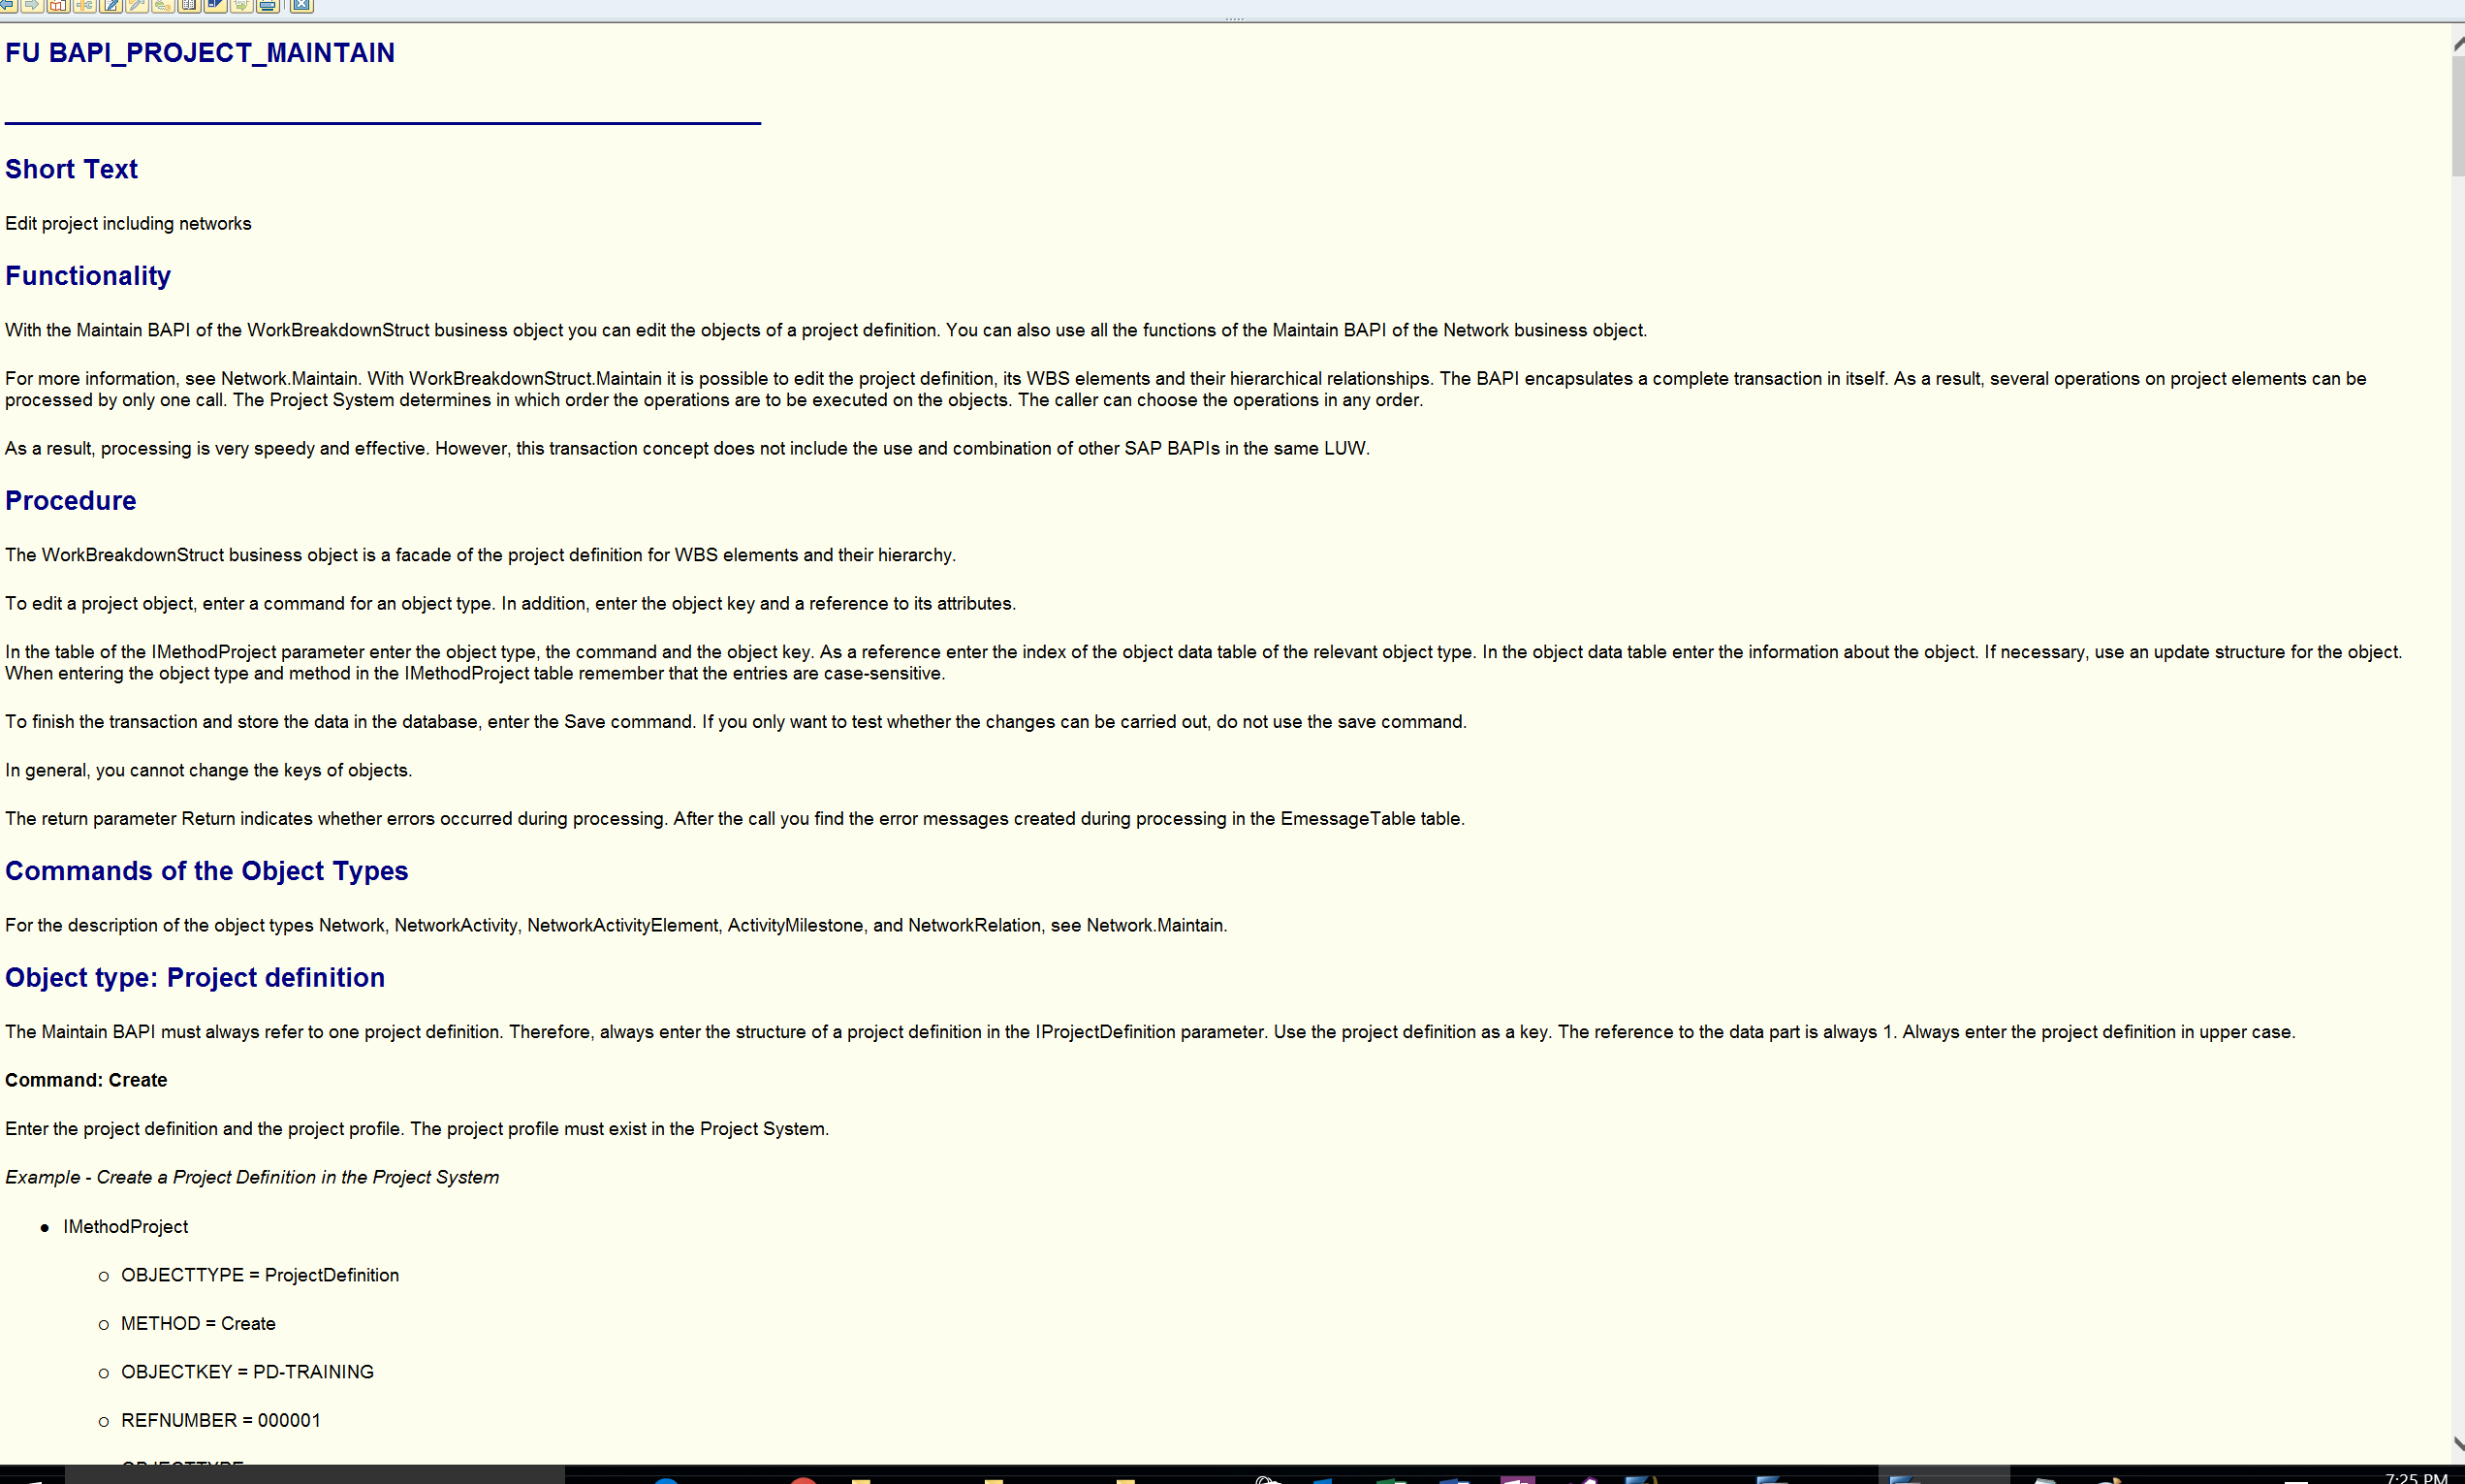 FU BAPI_PROJECT_MAINTAIN
Short Text
Edit project including networks
Functionality
With the Maintain BAPI of the WorkBreakdownStruct business object you can edit the objects of a project definition. You can also use all the functions of the Maintain BAPI of the Network business object.
For more information, see Network.Maintain. With WorkBreakdownStruct.Maintain it is possible to edit the project definition, its WBS elements and their hierarchical relationships. The BAPI encapsulates a complete transaction in itself. As a result, several operations on project elements can be
processed by only one call. The Project System determines in which order the operations are to be executed on the objects. The caller can choose the operations in any order.
As a result, processing is very speedy and effective. However, this transaction concept does not include the use and combination of other SAP BAPIs in the same LUW.
Procedure
The WorkBreakdownStruct business object is a facade of the project definition for WBS elements and their hierarchy.
To edit a project object, enter a command for an object type. In addition, enter the object key and a reference to its attributes.
In the table of the IMethodProject parameter enter the object type, the command and the object key. As a reference enter the index of the object data table of the relevant object type. In the object data table enter the information about the object. If necessary, use an update structure for the object.
When entering the object type and method in the IMethodProject table remember that the entries are case-sensitive.
To finish the transaction and store the data in the database, enter the Save command. If you only want to test whether the changes can be carried out, do not use the save command.
In general, you cannot change the keys of objects.
The return parameter Return indicates whether errors occurred during processing. After the call you find the error messages created during processing in the EmessageTable table.
Commands of the Object Types
For the description of the object types Network, NetworkActivity, NetworkActivityElement, ActivityMilestone, and NetworkRelation, see Network.Maintain.
Object type: Project definition
The Maintain BAPI must always refer to one project definition. Therefore, always enter the structure of a project definition in the IProjectDefinition parameter. Use the project definition as a key. The reference to the data part is always 1. Always enter the project definition in upper case.
Command: Create
Enter the project definition and the project profile. The project profile must exist in the Project System.
Example - Create a Project Definition in the Project System
IMethodProject
OBJECTTYPE = ProjectDefinition
METHOD = Create
OBJECTKEY = PD-TRAINING
REFNUMBER = 000001
OBJECTTYPE
7:25 PM